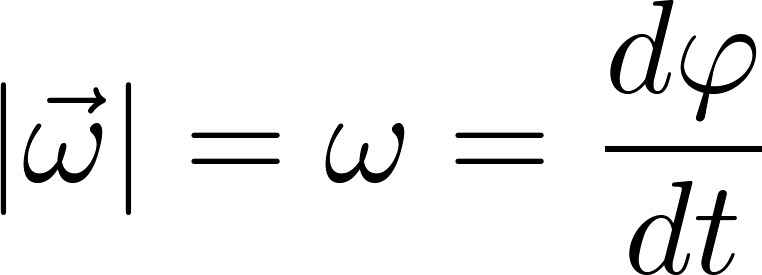 |ω⃗| = ω = dφ/dt